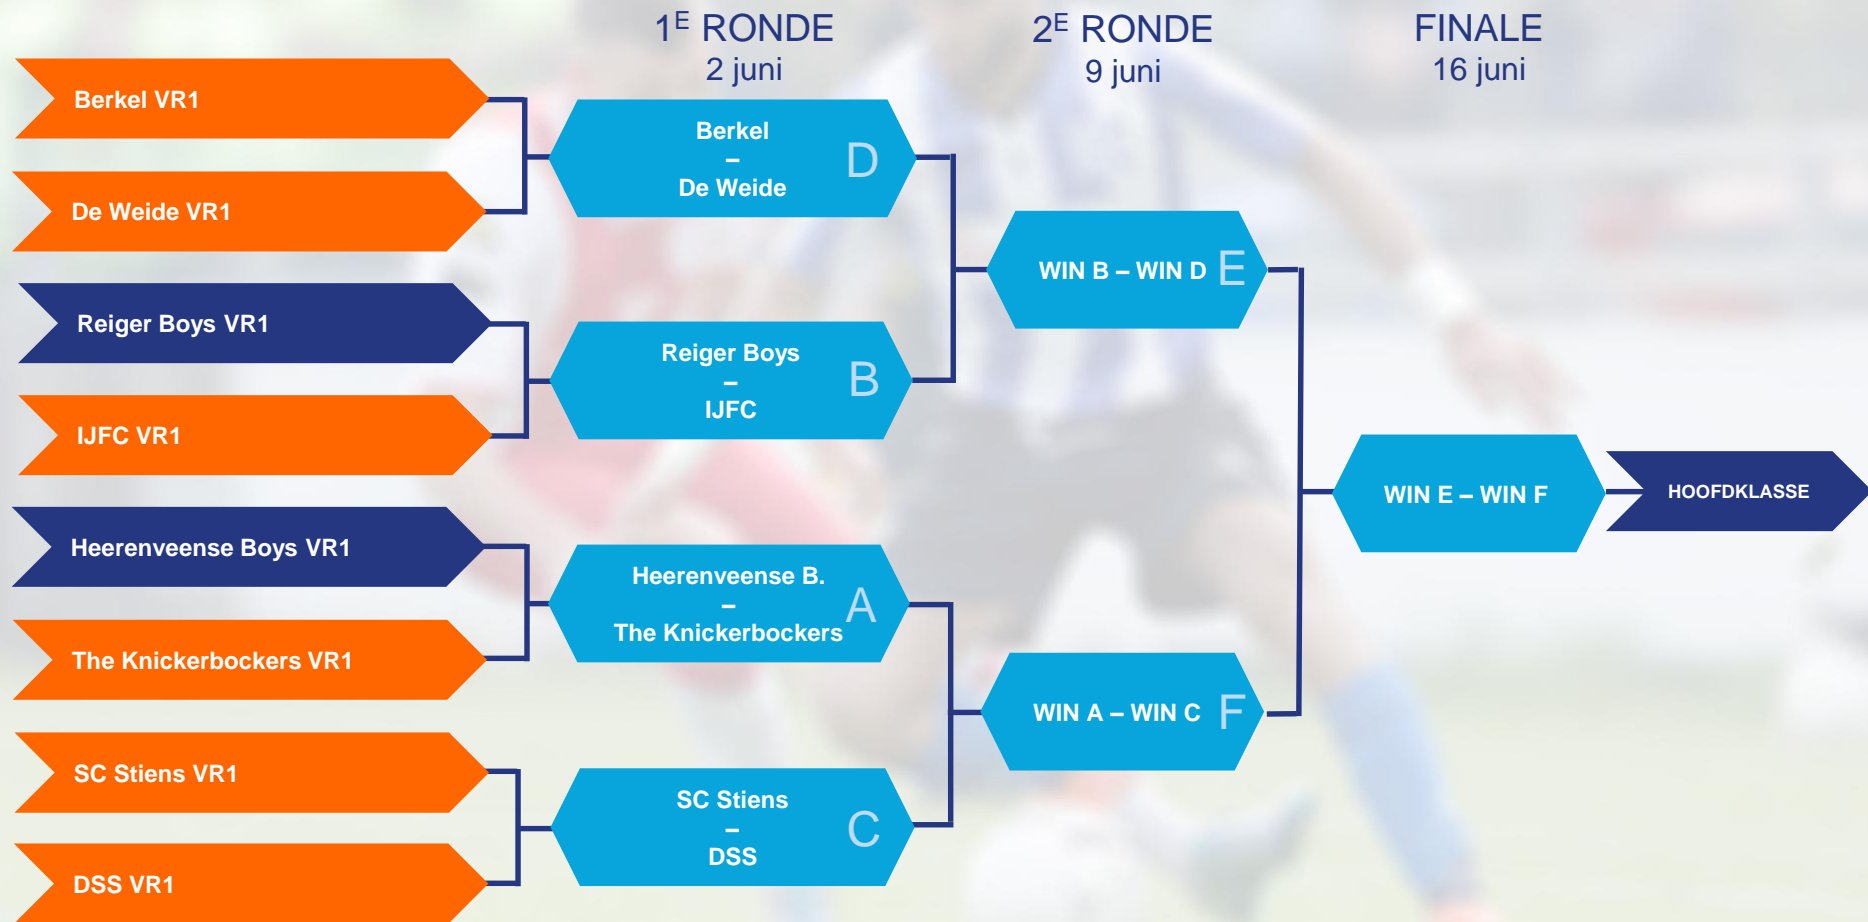 1E RONDE
2 juni
2E RONDE
9 juni
FINALE
16 juni
Berkel VR1
De Weide VR1
Reiger Boys VR1
IJFC VR1
Heerenveense Boys VR1
The Knickerbockers VR1
SC Stiens VR1
DSS VR1
Berkel
–
De Weide
D
Reiger Boys
–
IJFC
B
Heerenveense B.
–
The Knickerbockers
A
SC Stiens
–
DSS
C
WIN B – WIN D E
WIN A – WIN C F
WIN E – WIN F
HOOFDKLASSE